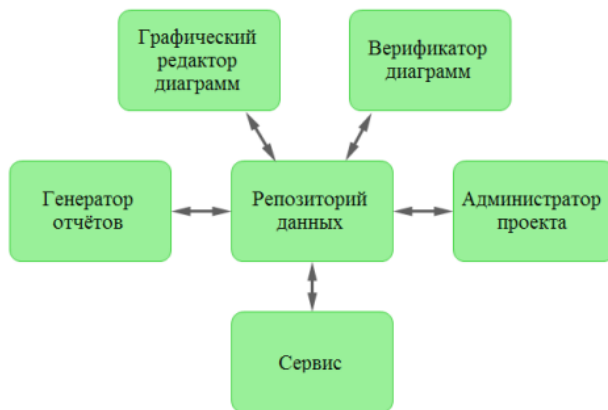 Графический
редактор
диаграмм
Верификатор
диаграмм
Генератор
отчётов
Репозиторий
данных
Администратор
проекта
Сервис